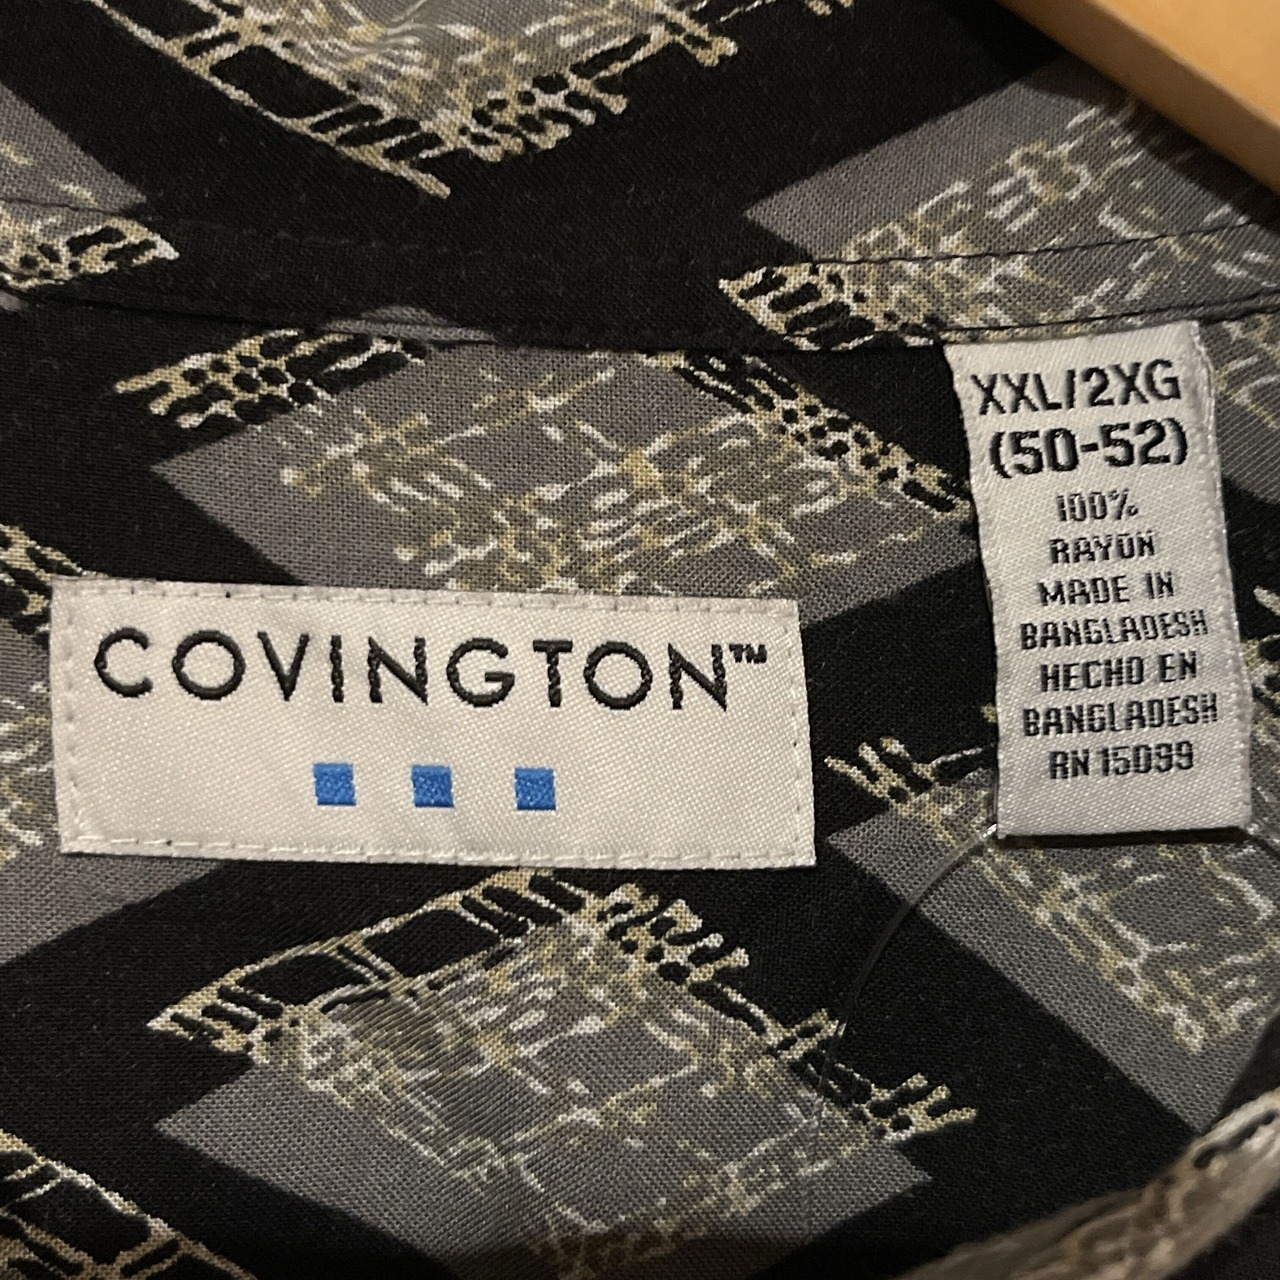 COVINGTON™
XXL/2XG
(50-52)
100%
RAYON
MADE IN
BANGLADESH
HECHO EN
BANGLADESH
RN 15099